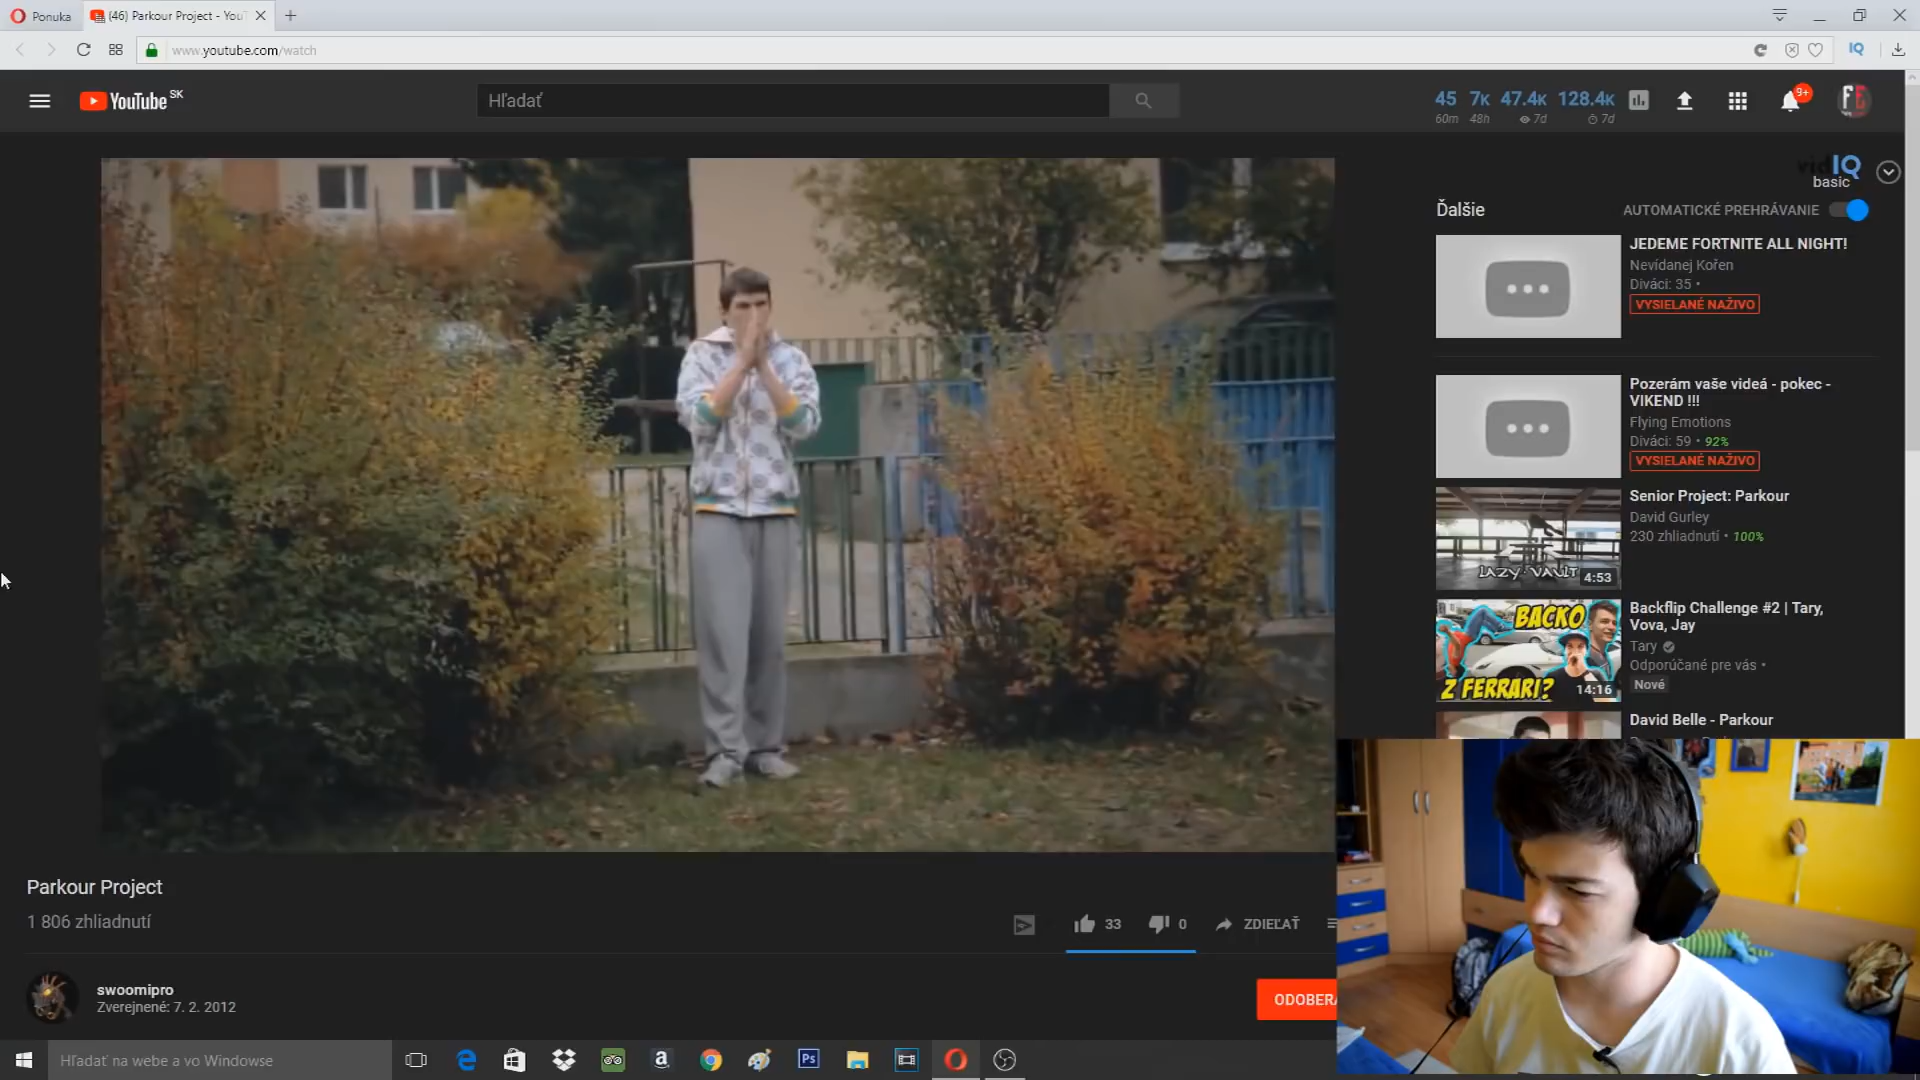 Ponuka
(46) Parkour Project - You
www.youtube.com/watch
IQ
YouTube SK
Hľadať
45 7K 47.4K 128.4K
60m 48h 7d 7d
9+
FE
vidIQ
basic
Ďalšie
AUTOMATICKÉ PREHRÁVANIE
JEDEME FORTNITE ALL NIGHT!
Nevídanej Kořen
Diváci: 35 •
VYSIELANÉ NAŽIVO
Pozerám vaše videá - pokec -
VIKEND !!!
Flying Emotions
Diváci: 59 • 92%
VYSIELANÉ NAŽIVO
LAZY VAULT
4:53
Senior Project: Parkour
David Gurley
230 zhliadnutí • 100%
BACKO
Z FERRARI?
14:16
Backflip Challenge #2 | Tary,
Vova, Jay
Tary
Odporúčané pre vás •
Nové
David Belle - Parkour
Parkour Project
1 806 zhliadnutí
33
0
ZDIEĽAŤ
swoomipro
Zverejnené: 7. 2. 2012
ODOBERA
Hľadať na webe a vo Windowse
a
Ps